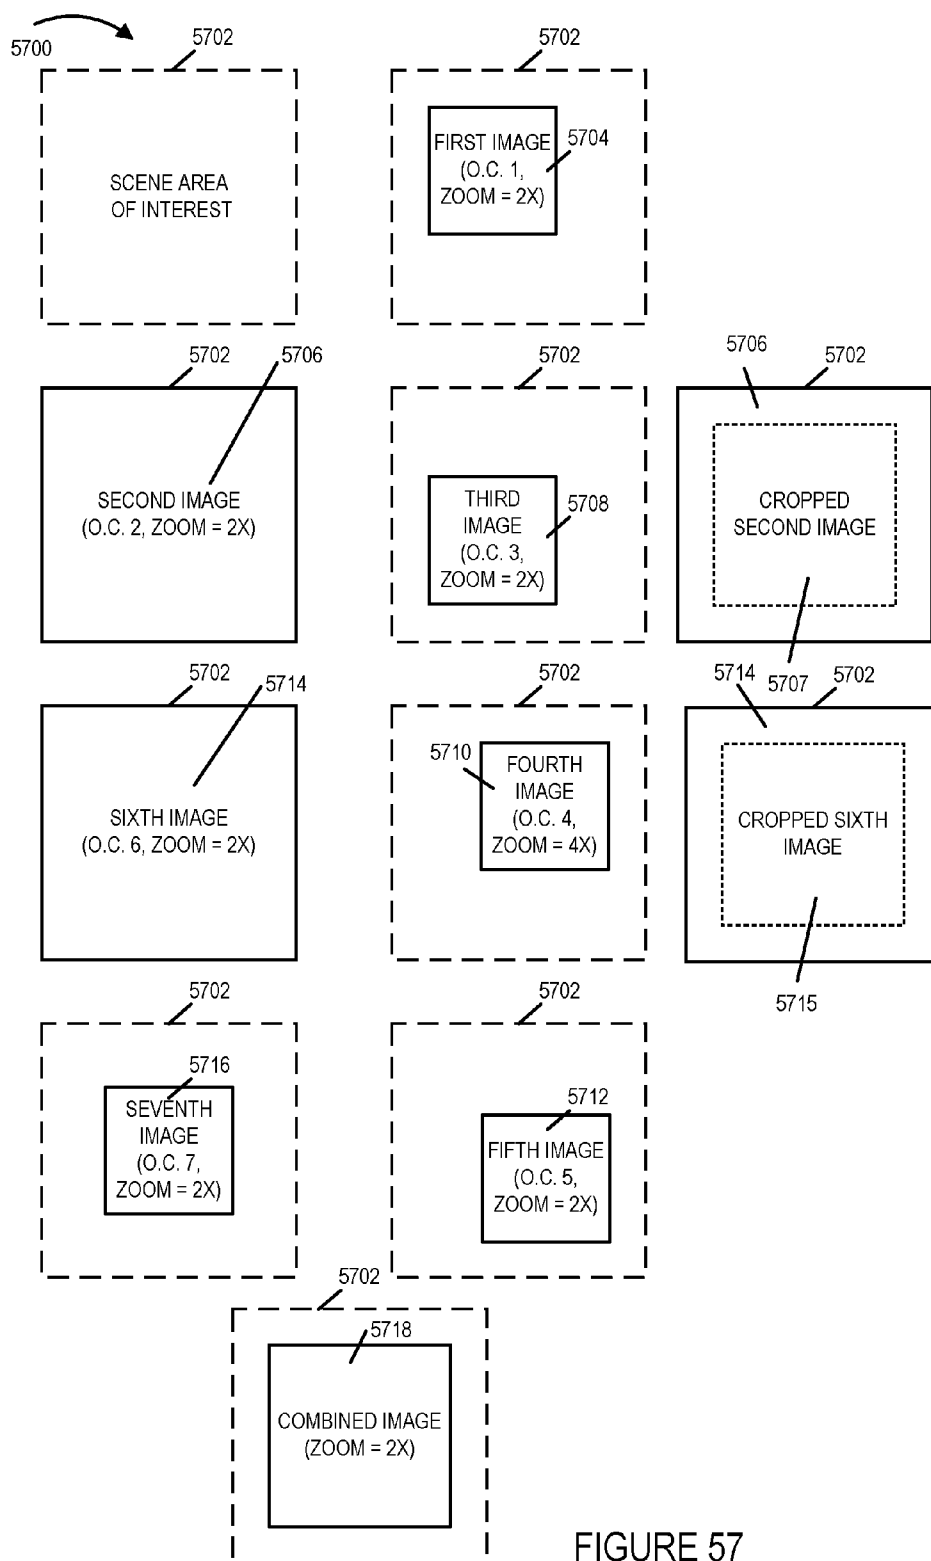 5700
5702
5702
SCENE AREA
OF INTEREST
FIRST IMAGE
(O.C. 1,
ZOOM = 2X)
5704
5702
5706
5702
5706
5702
SECOND IMAGE
(O.C. 2, ZOOM = 2X)
THIRD
IMAGE
(O.C. 3,
ZOOM = 2X)
5708
CROPPED
SECOND IMAGE
5707
5702
5714
5702
5714
5702
SIXTH IMAGE
(O.C. 6, ZOOM = 2X)
5710
FOURTH
IMAGE
(O.C. 4,
ZOOM = 4X)
CROPPED SIXTH
IMAGE
5715
5702
5702
5716
SEVENTH
IMAGE
(O.C. 7,
ZOOM = 2X)
5712
FIFTH IMAGE
(O.C. 5,
ZOOM = 2X)
5702
5718
COMBINED IMAGE
(ZOOM = 2X)
FIGURE 57